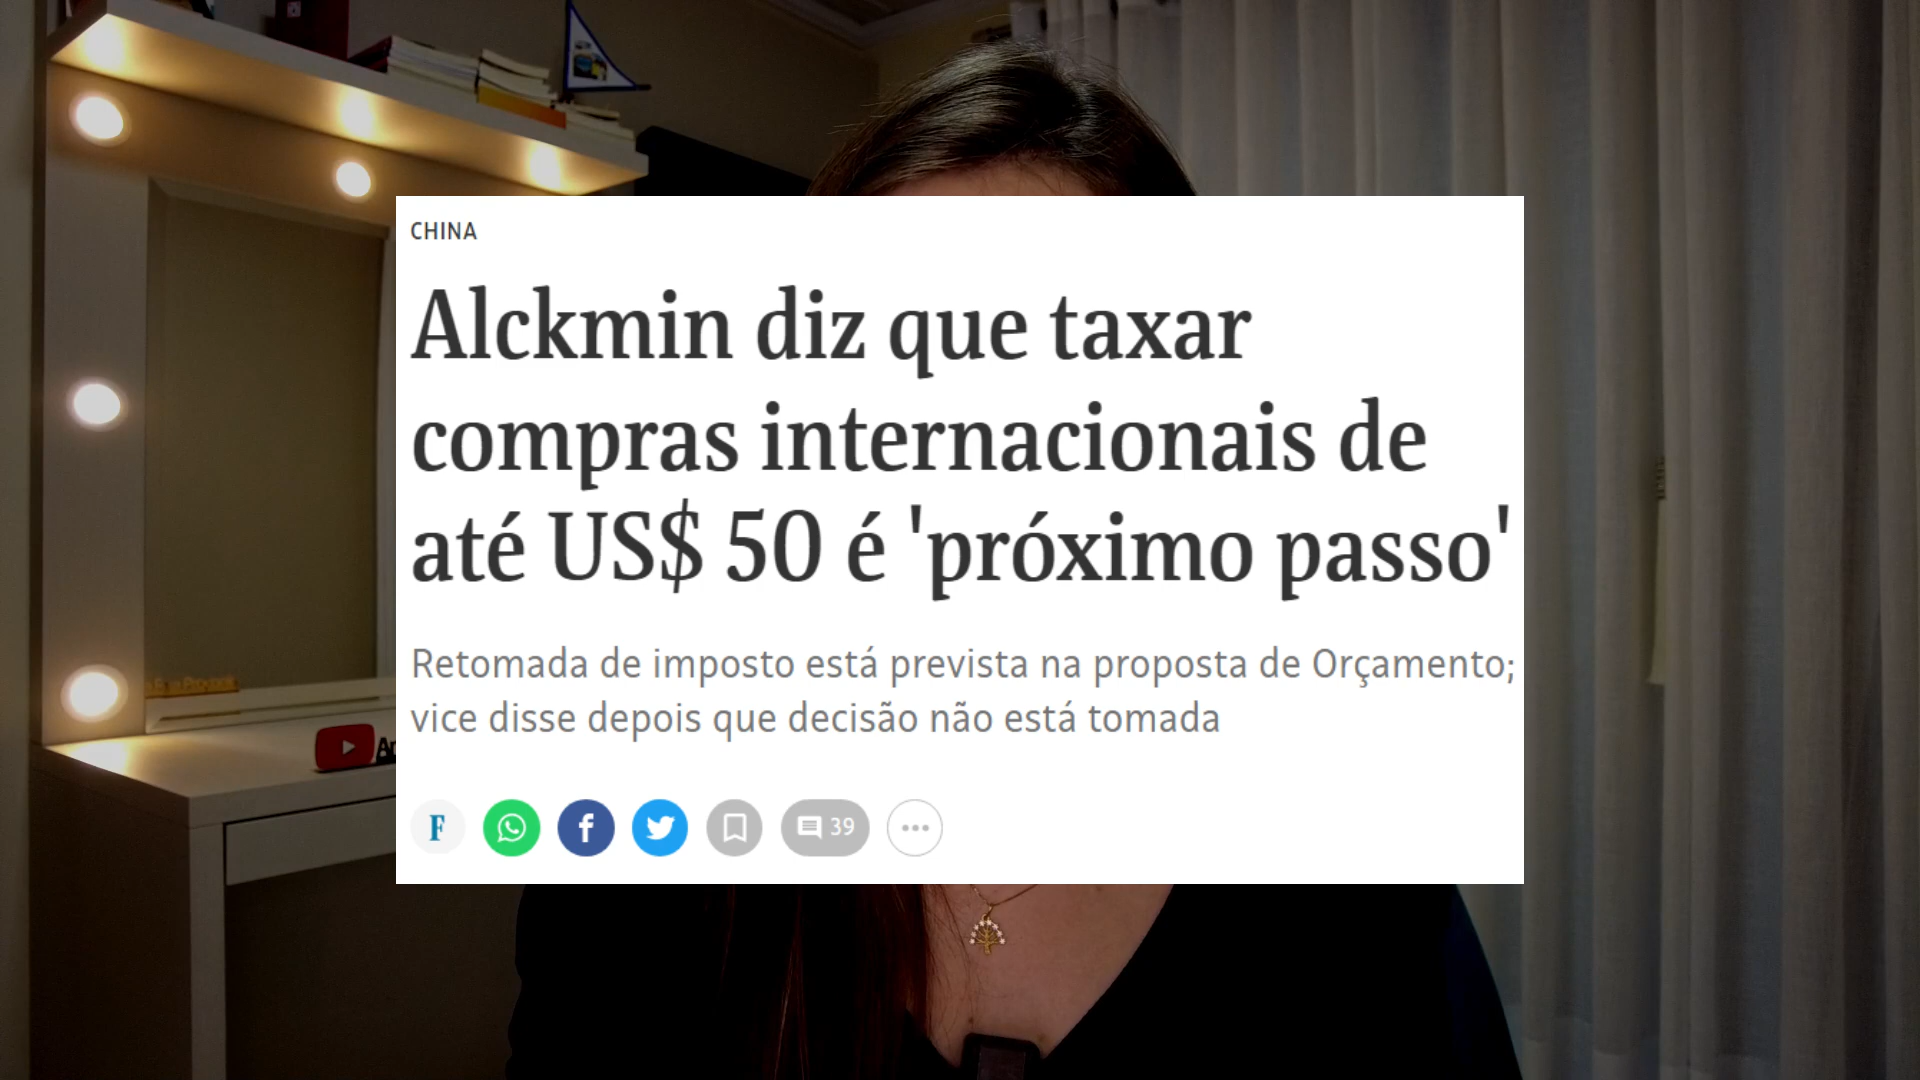 CHINA
Alckmin diz que taxar
compras internacionais de
até US$ 50 é 'próximo passo'
Retomada de imposto está prevista na proposta de Orçamento;
vice disse depois que decisão não está tomada
F
39